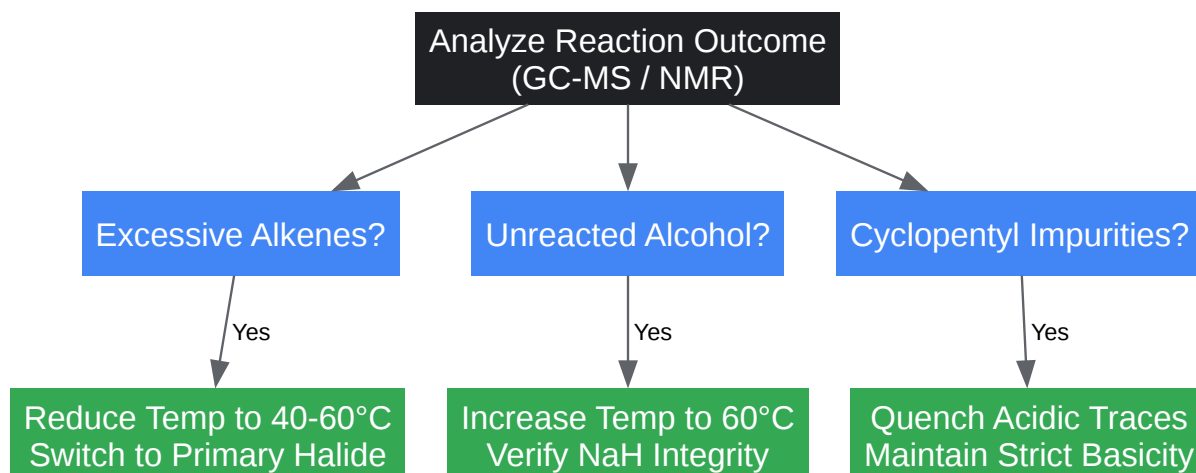 Analyze Reaction Outcome
(GC-MS / NMR)
Excessive Alkenes?
Unreacted Alcohol?
Cyclopentyl Impurities?
Yes
Yes
Yes
Reduce Temp to 40-60°C
Switch to Primary Halide
Increase Temp to 60°C
Verify NaH Integrity
Quench Acidic Traces
Maintain Strict Basicity